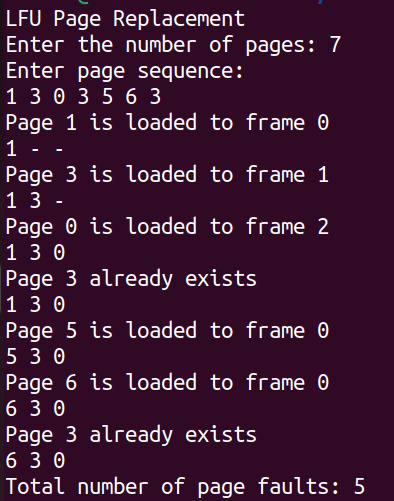 LFU Page Replacement
Enter the number of pages: 7
Enter page sequence:
1 3 0 3 5 6 3
Page 1 is loaded to frame 0
1 - -
Page 3 is loaded to frame 1
1 3 -
Page 0 is loaded to frame 2
1 3 0
Page 3 already exists
1 3 0
Page 5 is loaded to frame 0
5 3 0
Page 6 is loaded to frame 0
6 3 0
Page 3 already exists
6 3 0
Total number of page faults: 5